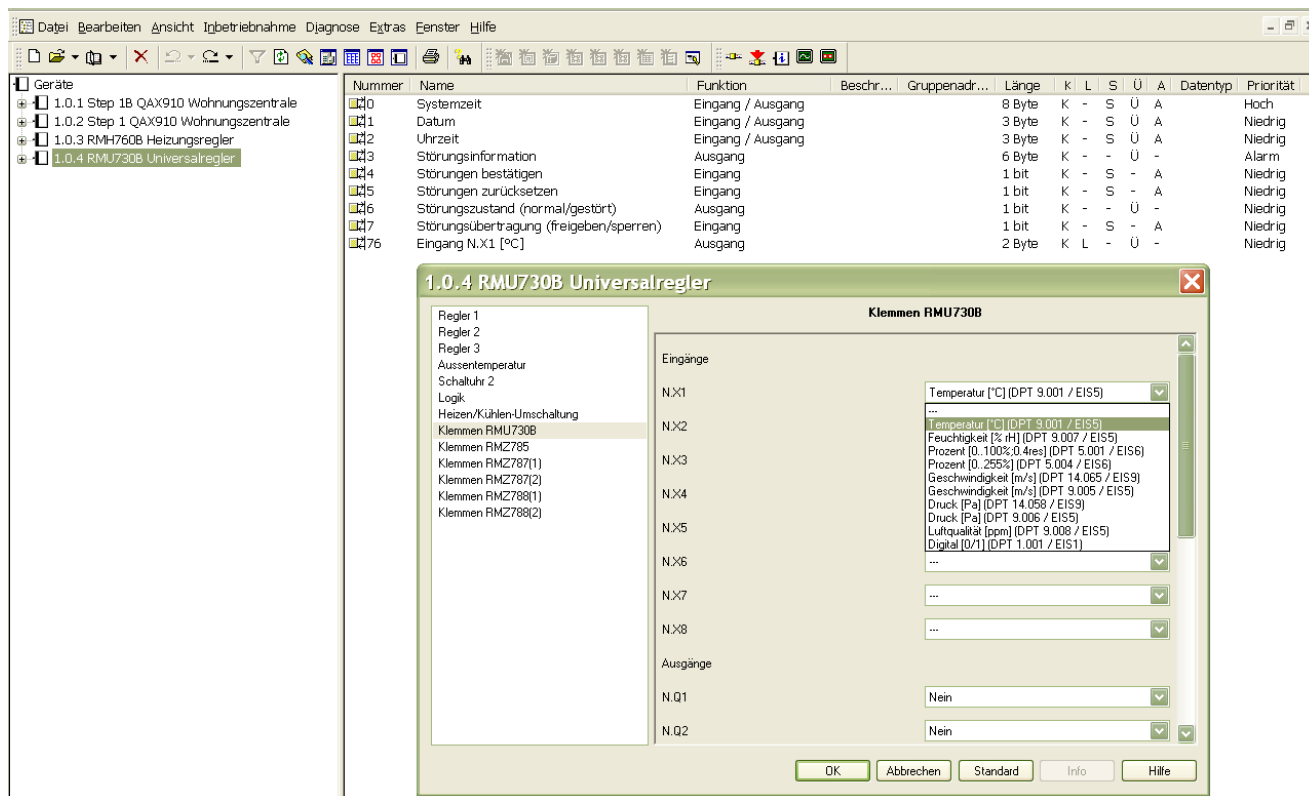 Datei Bearbeiten Ansicht Inbetriebnahme Diagnose Extras Fenster Hilfe
Geräte
1.0.1 Step 1B QAX910 Wohnungszentrale
1.0.2 Step 1 QAX910 Wohnungszentrale
1.0.3 RMH760B Heizungsregler
1.0.4 RMU730B Universalregler
Nummer Name Funktion Beschr... Gruppenadr... Länge K L S Ü A Datentyp Priorität
0 Systemzeit Eingang / Ausgang 8 Byte K - S Ü A Hoch
1 Datum Eingang / Ausgang 3 Byte K - S Ü A Niedrig
2 Uhrzeit Eingang / Ausgang 3 Byte K - S Ü A Niedrig
3 Störungsinformation Ausgang 6 Byte K - - Ü - Alarm
4 Störungen bestätigen Eingang 1 bit K - S - A Niedrig
5 Störungen zurücksetzen Eingang 1 bit K - S - A Niedrig
6 Störungszustand (normal/gestört) Ausgang 1 bit K - - Ü - Niedrig
7 Störungsübertragung (freigeben/sperren) Eingang 1 bit K - S - A Niedrig
76 Eingang N.X1 [°C] Ausgang 2 Byte K L - Ü - Niedrig
1.0.4 RMU730B Universalregler
Regler 1
Regler 2
Regler 3
Aussentemperatur
Schaltuhr 2
Logik
Heizen/Kühlen-Umschaltung
Klemmen RMU730B
Klemmen RMZ785
Klemmen RMZ787(1)
Klemmen RMZ787(2)
Klemmen RMZ788(1)
Klemmen RMZ788(2)
Klemmen RMU730B
Eingänge
N.X1 Temperatur [°C] (DPT 9.001 / EIS5)
---
Temperatur [°C] (DPT 9.001 / EIS5)
Feuchtigkeit [% rH] (DPT 9.007 / EIS5)
Prozent [0..100%;0.4res] (DPT 5.001 / EIS6)
Prozent [0..255%] (DPT 5.004 / EIS6)
Geschwindigkeit [m/s] (DPT 14.065 / EIS9)
Geschwindigkeit [m/s] (DPT 9.005 / EIS5)
Druck [Pa] (DPT 14.058 / EIS9)
Druck [Pa] (DPT 9.006 / EIS5)
Luftqualität [ppm] (DPT 9.008 / EIS5)
Digital [0/1] (DPT 1.001 / EIS1)
N.X2
N.X3
N.X4
N.X5
N.X6 ---
N.X7 ---
N.X8 ---
Ausgänge
N.Q1 Nein
N.Q2 Nein
OK Abbrechen Standard Info Hilfe